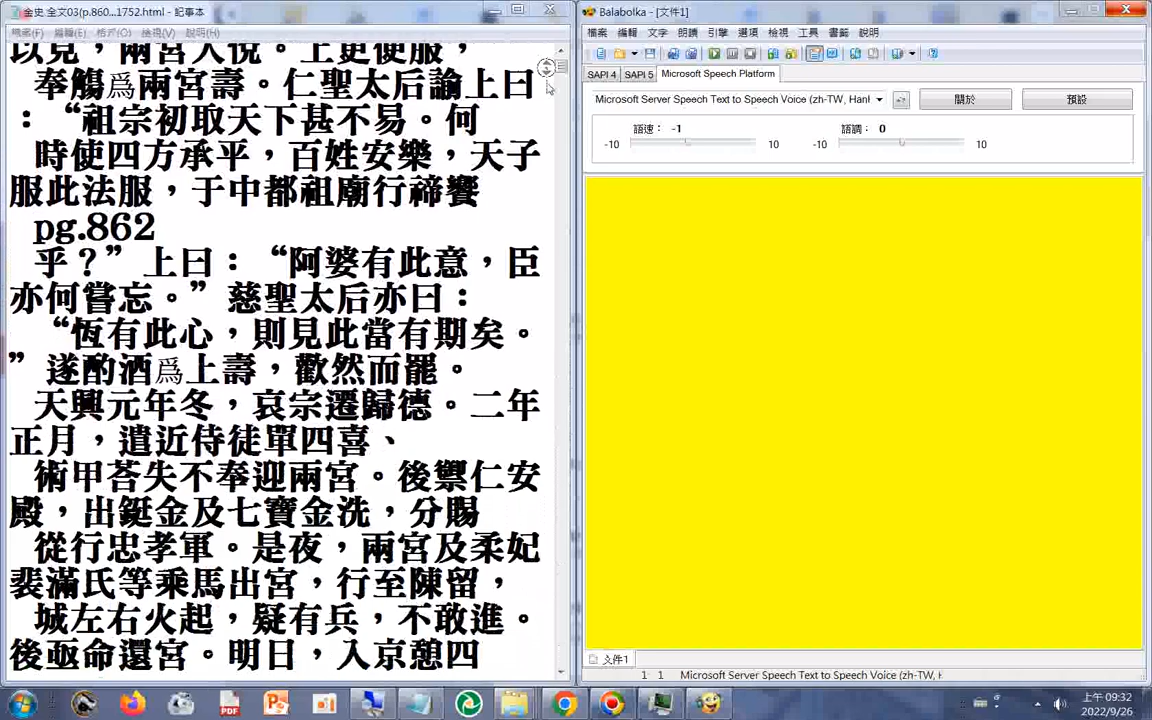 金史.全文03(p.860...1752.html - 記事本
檔案(F) 編輯(E) 格式(O) 檢視(V) 說明(H)
以見，兩宮大悅。上更便服，
奉觴爲兩宮壽。仁聖太后諭上曰
：“祖宗初取天下甚不易。何
時使四方承平，百姓安樂，天子
服此法服，于中都祖廟行禘饗
pg.862
乎？”上曰：“阿婆有此意，臣
亦何嘗忘。”慈聖太后亦曰：
“恆有此心，則見此當有期矣。
”遂酌酒爲上壽，歡然而罷。
天興元年冬，哀宗遷歸德。二年
正月，遣近侍徒單四喜、
術甲荅失不奉迎兩宮。後禦仁安
殿，出鋌金及七寶金洗，分賜
從行忠孝軍。是夜，兩宮及柔妃
裴滿氏等乘馬出宮，行至陳留，
城左右火起，疑有兵，不敢進。
後亟命還宮。明日，入京憩四
Balabolka - [文件1]
檔案 編輯 文字 朗讀 引擎 選項 檢視 工具 書籤 說明
SAPI 4 SAPI 5 Microsoft Speech Platform
Microsoft Server Speech Text to Speech Voice (zh-TW, Hanl
關於
預設
語速： -1
語調： 0
-10 10 -10 10
文件1
1 1 Microsoft Server Speech Text to Speech Voice (zh-TW, H
上午 09:32
2022/9/26